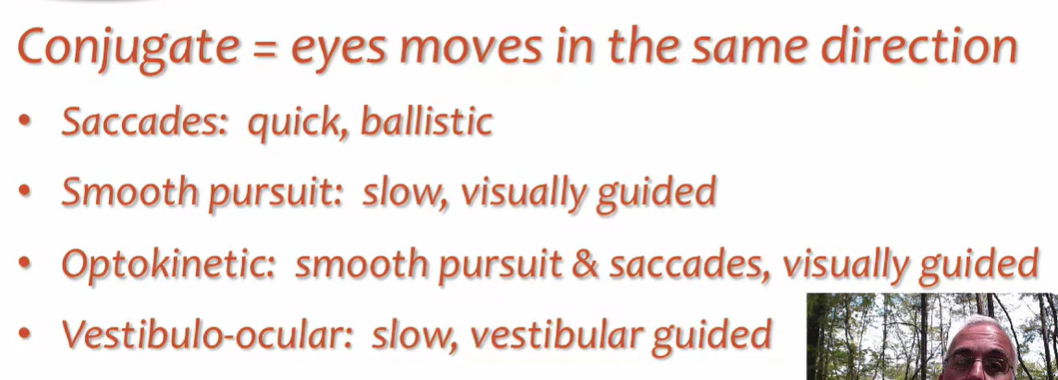 Conjugate = eyes moves in the same direction
• Saccades: quick, ballistic
• Smooth pursuit: slow, visually guided
• Optokinetic: smooth pursuit & saccades, visually guided
• Vestibulo-ocular: slow, vestibular guided